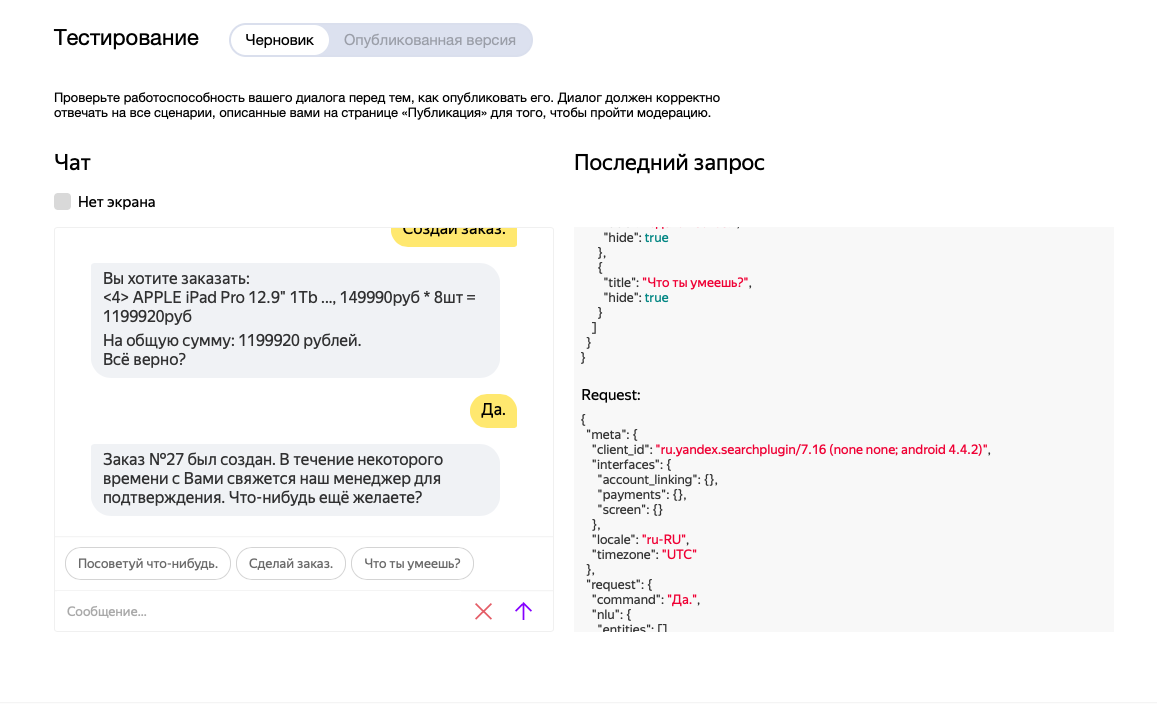 Тестирование
Черновик
Опубликованная версия
Проверьте работоспособность вашего диалога перед тем, как опубликовать его. Диалог должен корректно
отвечать на все сценарии, описанные вами на странице «Публикация» для того, чтобы пройти модерацию.
Чат
Нет экрана
Создай заказ.
Вы хотите заказать:
<4> APPLE iPad Pro 12.9" 1Tb ..., 149990руб * 8шт =
1199920руб
На общую сумму: 1199920 рублей.
Всё верно?
Да.
Заказ №27 был создан. В течение некоторого
времени с Вами свяжется наш менеджер для
подтверждения. Что-нибудь ещё желаете?
Посоветуй что-нибудь.
Сделай заказ.
Что ты умеешь?
Сообщение...
Последний запрос
"hide": true
},
{
"title": "Что ты умеешь?",
"hide": true
}
]
}
}
Request:
{
"meta": {
"client_id": "ru.yandex.searchplugin/7.16 (none none; android 4.4.2)",
"interfaces": {
"account_linking": {},
"payments": {},
"screen": {}
},
"locale": "ru-RU",
"timezone": "UTC"
},
"request": {
"command": "Да.",
"nlu": {
"entities": [],